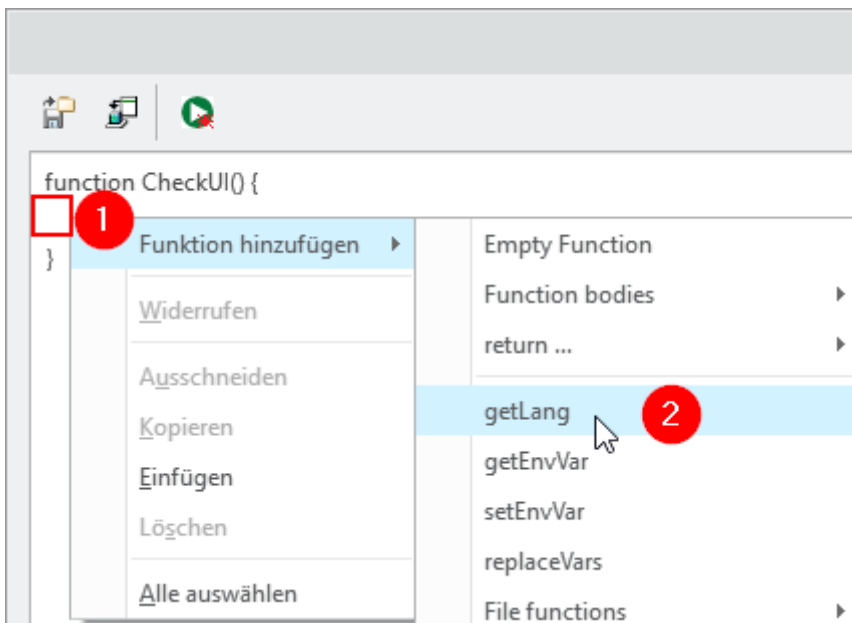 function CheckUI() {
1
}
Funktion hinzufügen
Widerrufen
Ausschneiden
Kopieren
Einfügen
Löschen
Alle auswählen
Empty Function
Function bodies
return ...
getLang
2
getEnvVar
setEnvVar
replaceVars
File functions